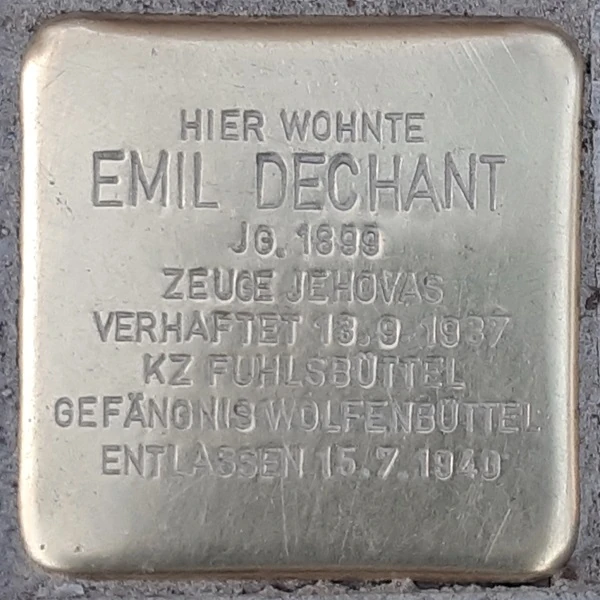 HIER WOHNTE
EMIL DECHANT
JG. 1899
ZEUGE JEHOVAS
VERHAFTET 13.9.1937
KZ FUHLSBÜTTEL
GEFÄNGNIS WOLFENBÜTTEL
ENTLASSEN 15.7.1940